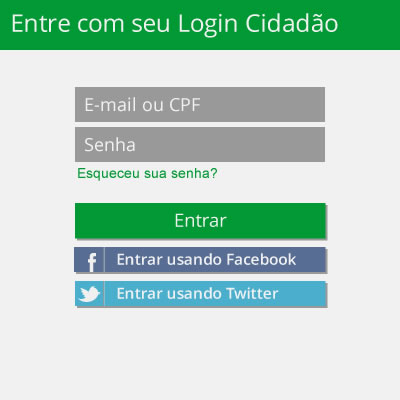 Entre com seu Login Cidadão
E-mail ou CPF
Senha
Esqueceu sua senha?
Entrar
Entrar usando Facebook
Entrar usando Twitter